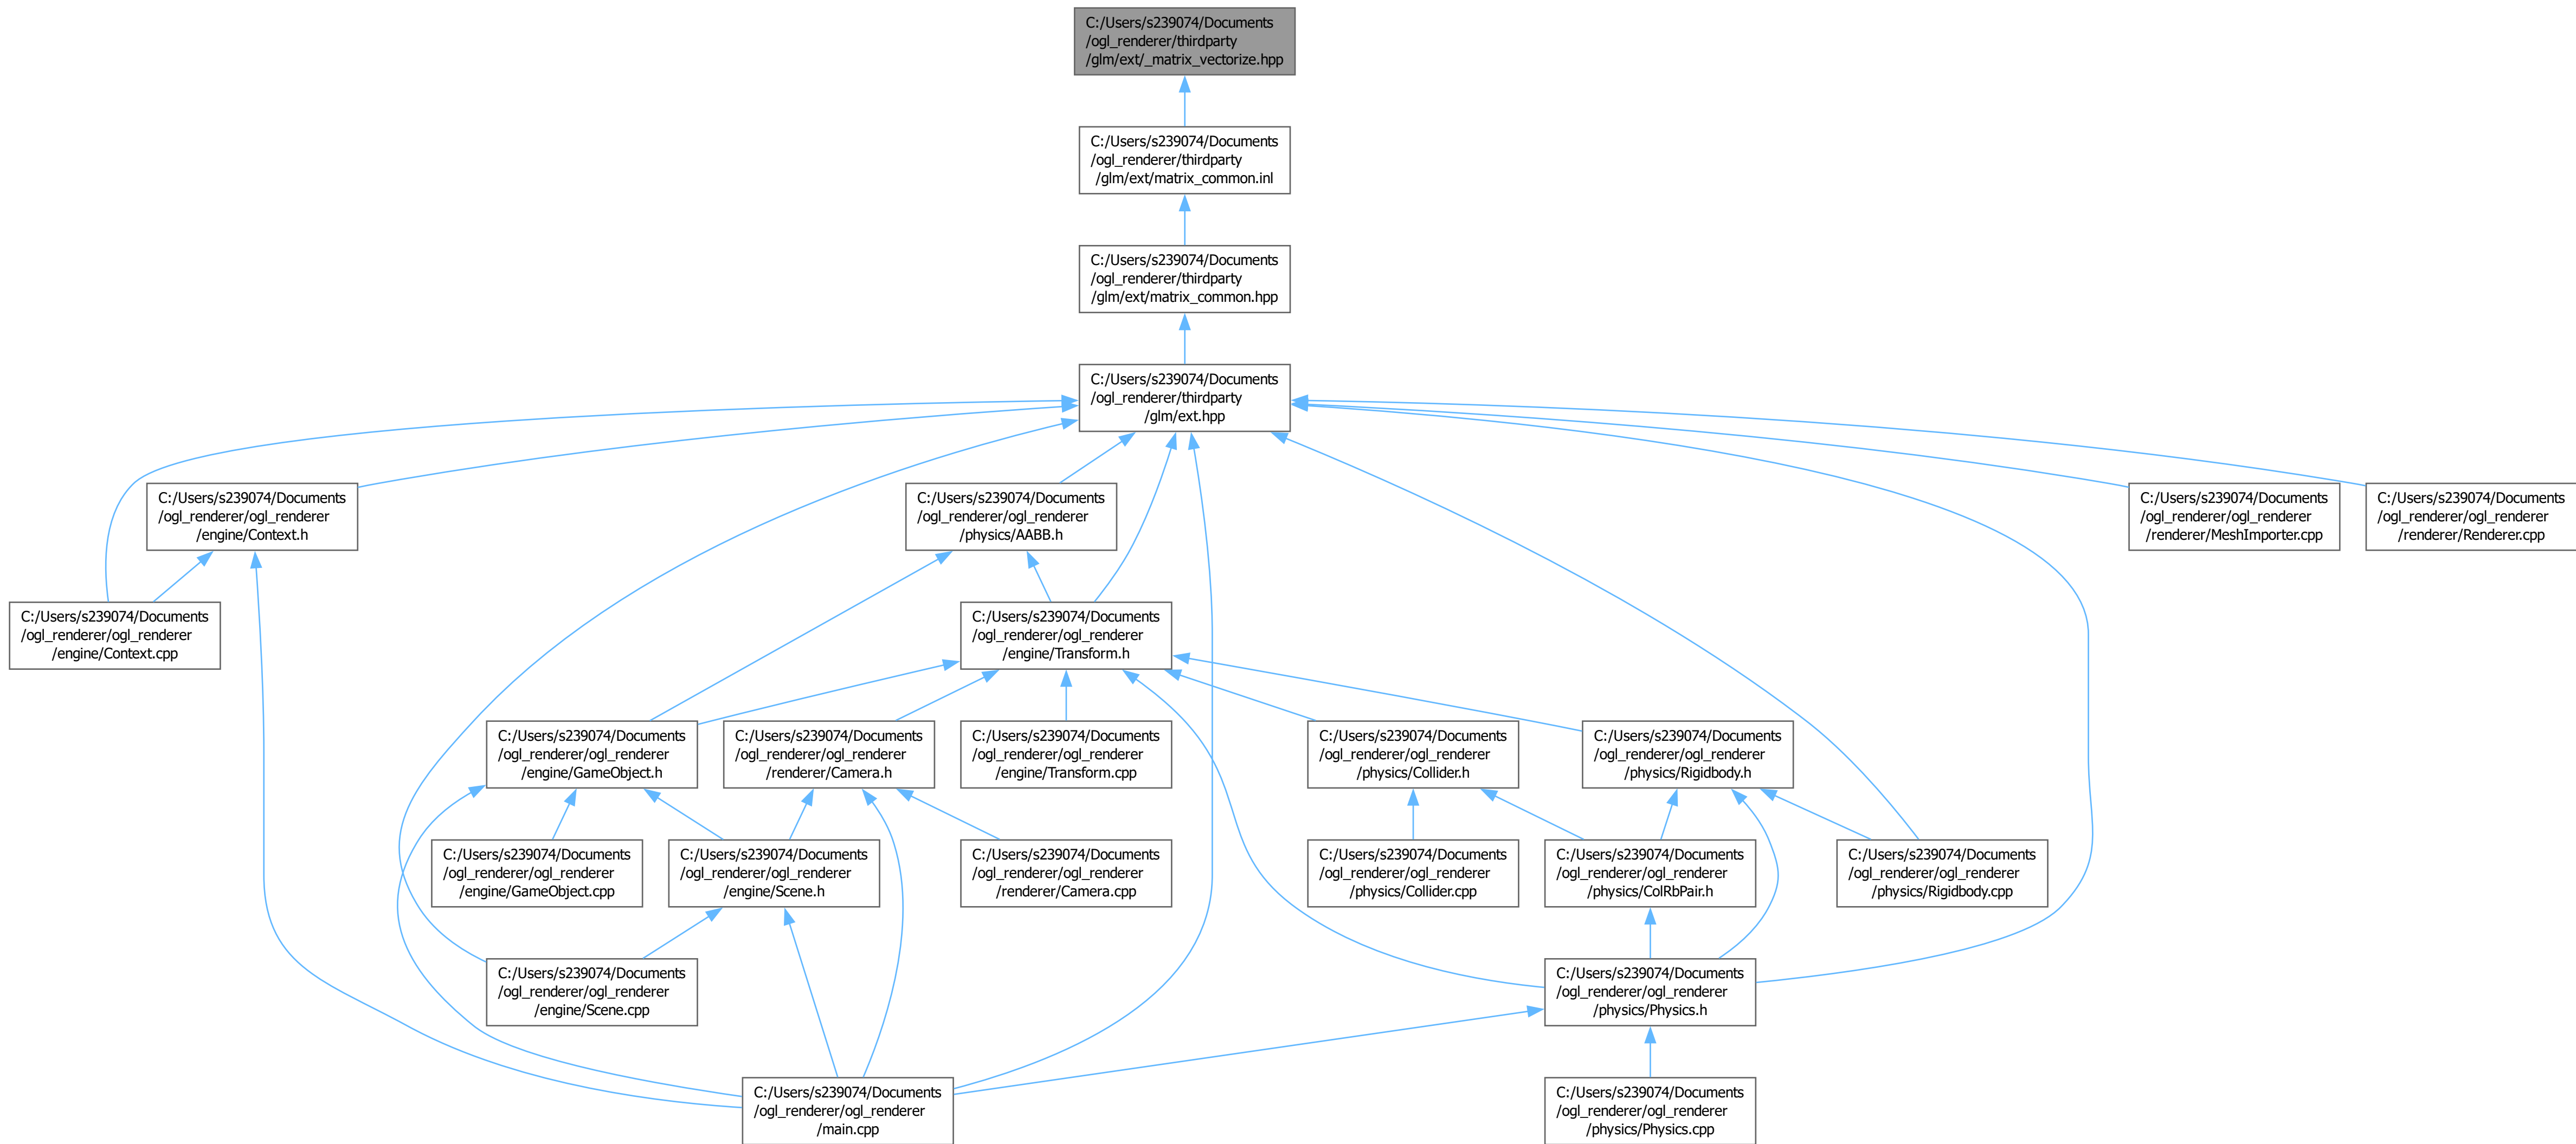 C:/Users/s239074/Documents
/ogl_renderer/thirdparty
/glm/ext/_matrix_vectorize.hpp
C:/Users/s239074/Documents
/ogl_renderer/thirdparty
/glm/ext/matrix_common.inl
C:/Users/s239074/Documents
/ogl_renderer/thirdparty
/glm/ext/matrix_common.hpp
C:/Users/s239074/Documents
/ogl_renderer/thirdparty
/glm/ext.hpp
C:/Users/s239074/Documents
/ogl_renderer/ogl_renderer
/engine/Context.h
C:/Users/s239074/Documents
/ogl_renderer/ogl_renderer
/physics/AABB.h
C:/Users/s239074/Documents
/ogl_renderer/ogl_renderer
/renderer/MeshImporter.cpp
C:/Users/s239074/Documents
/ogl_renderer/ogl_renderer
/renderer/Renderer.cpp
C:/Users/s239074/Documents
/ogl_renderer/ogl_renderer
/engine/Context.cpp
C:/Users/s239074/Documents
/ogl_renderer/ogl_renderer
/engine/Transform.h
C:/Users/s239074/Documents
/ogl_renderer/ogl_renderer
/engine/GameObject.h
C:/Users/s239074/Documents
/ogl_renderer/ogl_renderer
/renderer/Camera.h
C:/Users/s239074/Documents
/ogl_renderer/ogl_renderer
/engine/Transform.cpp
C:/Users/s239074/Documents
/ogl_renderer/ogl_renderer
/physics/Collider.h
C:/Users/s239074/Documents
/ogl_renderer/ogl_renderer
/physics/Rigidbody.h
C:/Users/s239074/Documents
/ogl_renderer/ogl_renderer
/engine/GameObject.cpp
C:/Users/s239074/Documents
/ogl_renderer/ogl_renderer
/engine/Scene.h
C:/Users/s239074/Documents
/ogl_renderer/ogl_renderer
/renderer/Camera.cpp
C:/Users/s239074/Documents
/ogl_renderer/ogl_renderer
/physics/Collider.cpp
C:/Users/s239074/Documents
/ogl_renderer/ogl_renderer
/physics/ColRbPair.h
C:/Users/s239074/Documents
/ogl_renderer/ogl_renderer
/physics/Rigidbody.cpp
C:/Users/s239074/Documents
/ogl_renderer/ogl_renderer
/engine/Scene.cpp
C:/Users/s239074/Documents
/ogl_renderer/ogl_renderer
/physics/Physics.h
C:/Users/s239074/Documents
/ogl_renderer/ogl_renderer
/main.cpp
C:/Users/s239074/Documents
/ogl_renderer/ogl_renderer
/physics/Physics.cpp